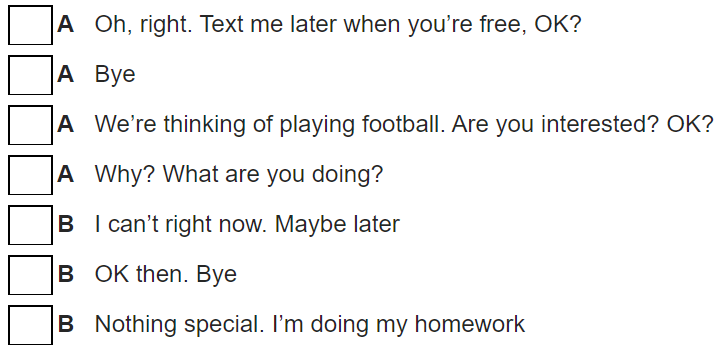 A Oh, right. Text me later when you’re free, OK?
A Bye
A We’re thinking of playing football. Are you interested? OK?
A Why? What are you doing?
B I can’t right now. Maybe later
B OK then. Bye
B Nothing special. I’m doing my homework